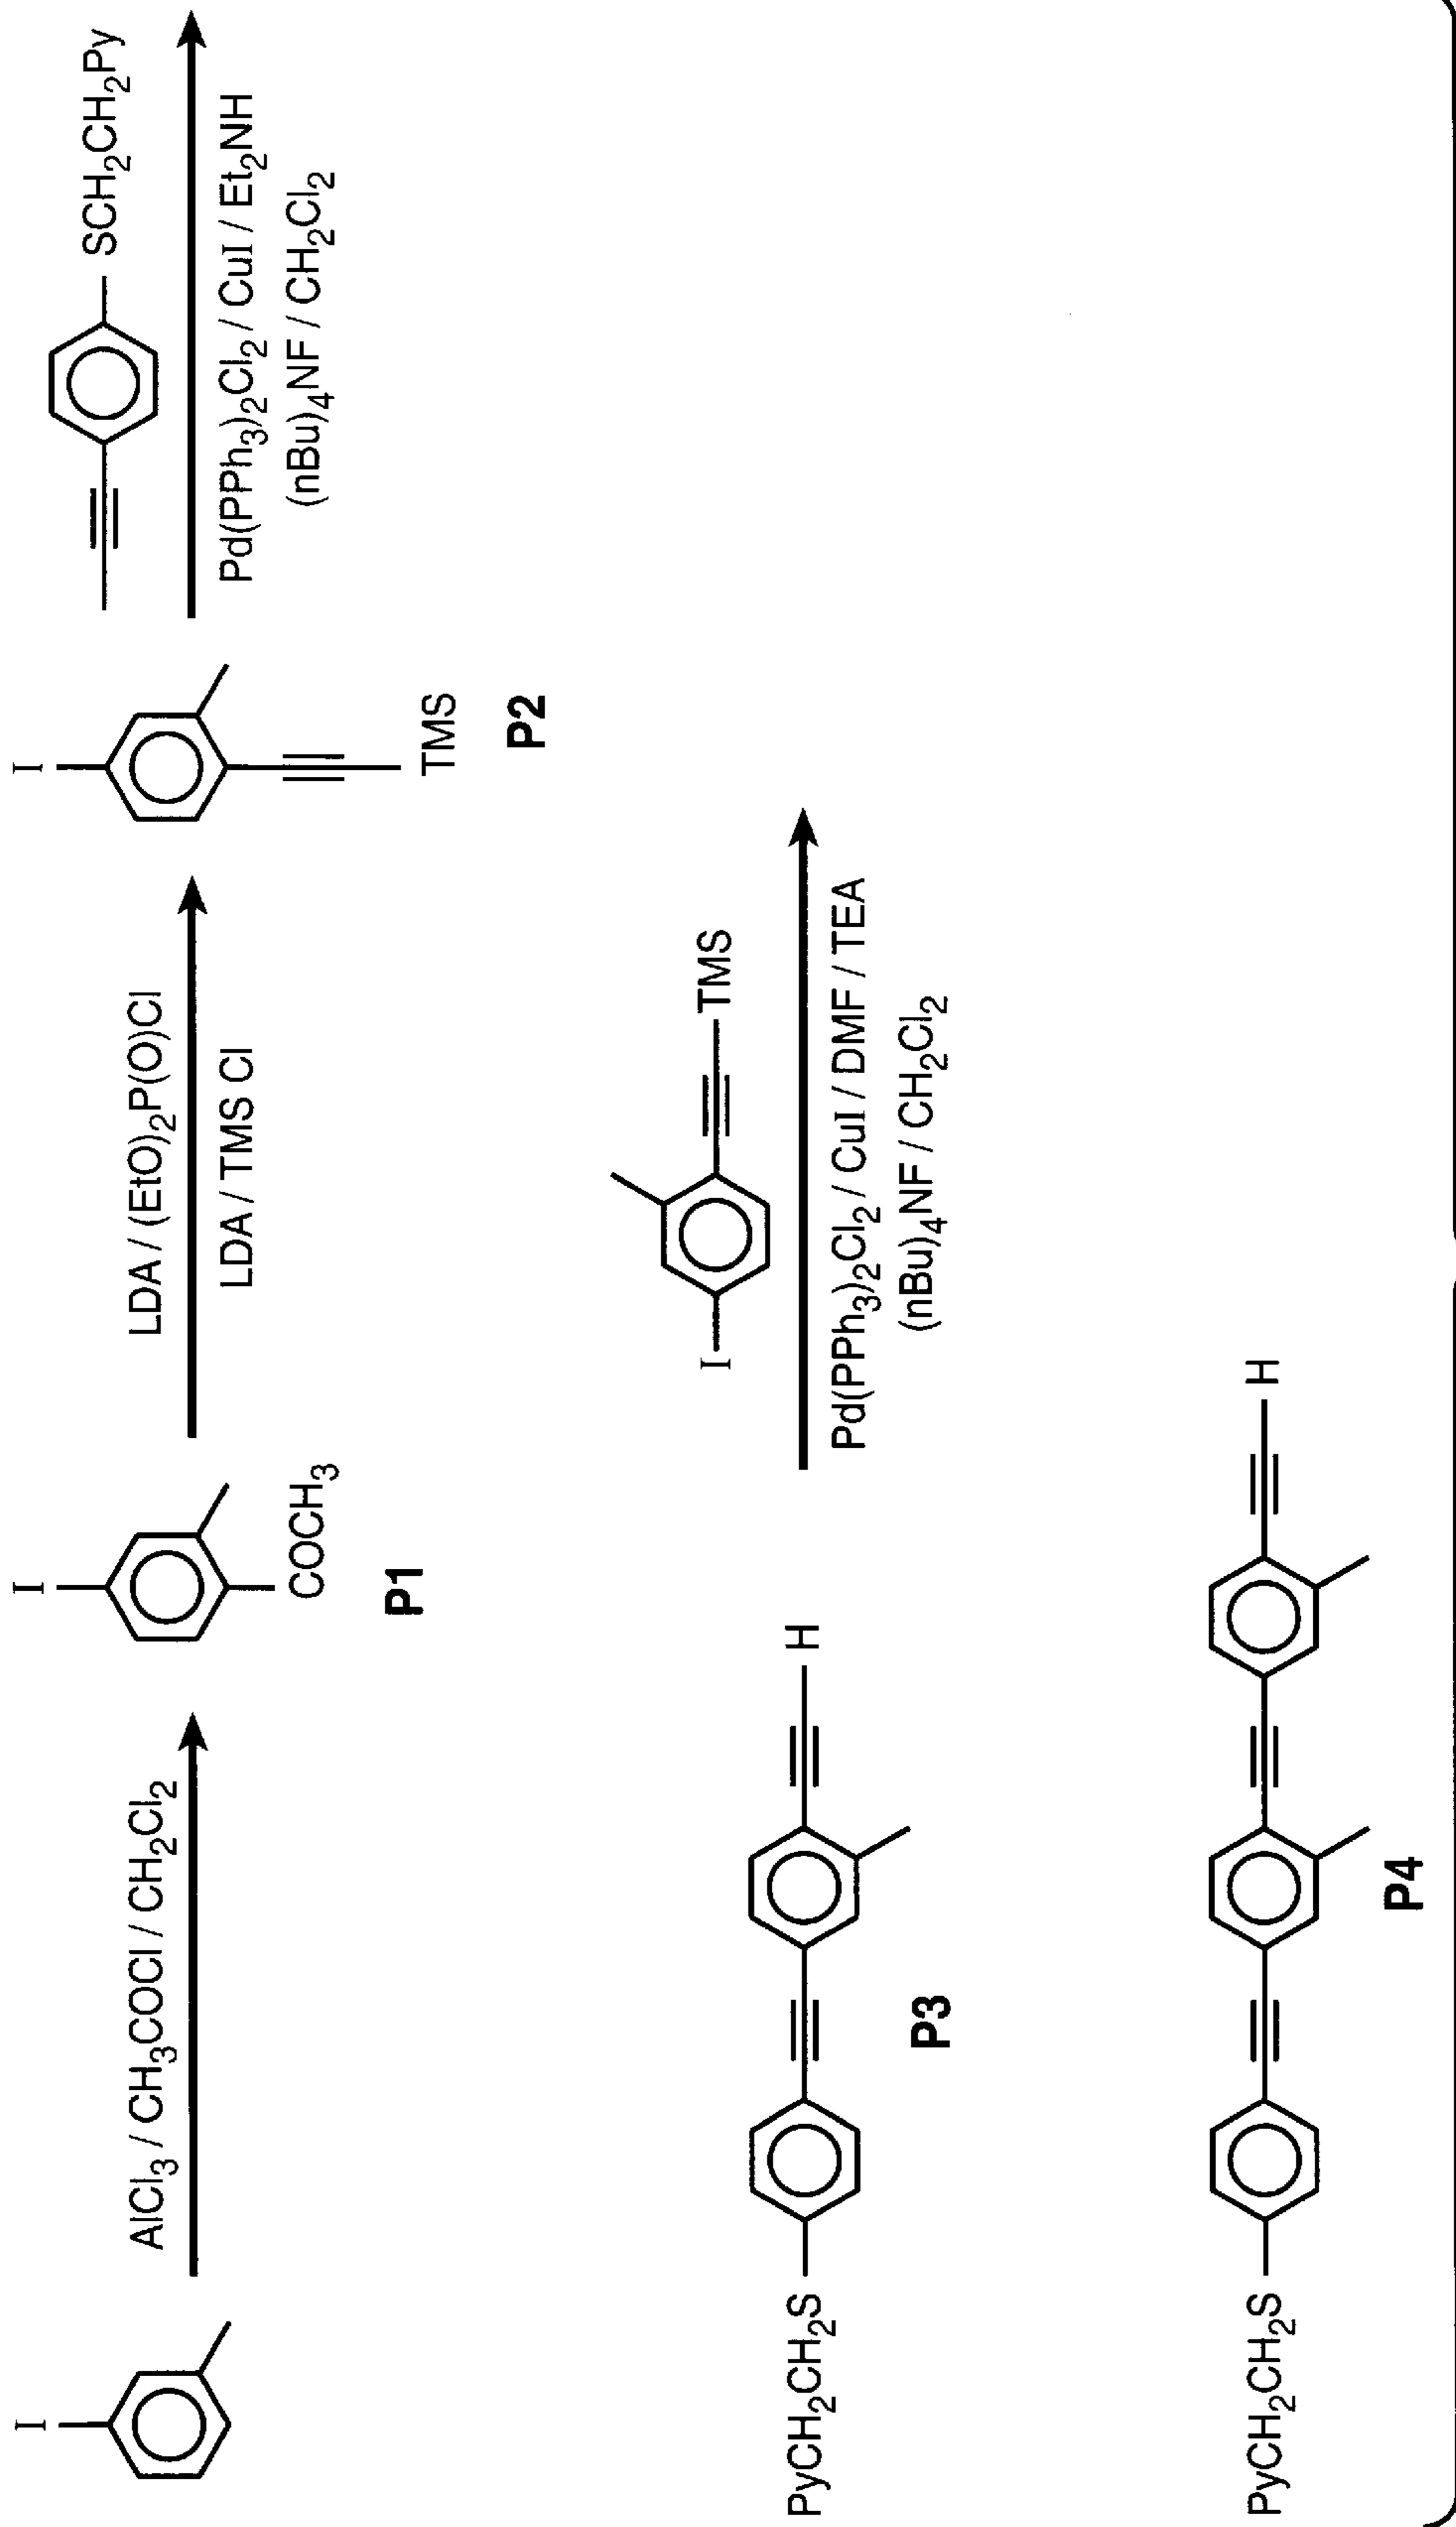 I
AlCl3 / CH3COCl / CH2Cl2
I
COCH3
P1
LDA / (EtO)2P(O)Cl
LDA / TMS Cl
I
TMS
P2
SCH2CH2Py
Pd(PPh3)2Cl2 / CuI / Et2NH
(nBu)4NF / CH2Cl2
PyCH2CH2S
H
P3
I
TMS
Pd(PPh3)2Cl2 / CuI / DMF / TEA
(nBu)4NF / CH2Cl2
PyCH2CH2S
H
P4